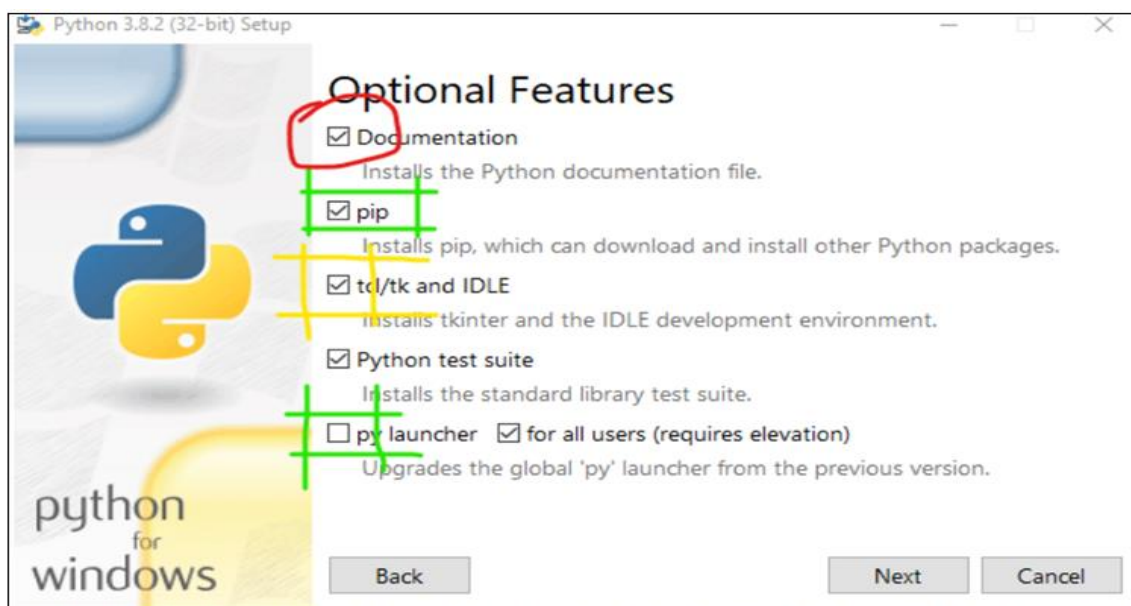 Python 3.8.2 (32-bit) Setup
Optional Features
Documentation
Installs the Python documentation file.
pip
Installs pip, which can download and install other Python packages.
tcl/tk and IDLE
Installs tkinter and the IDLE development environment.
Python test suite
Installs the standard library test suite.
py launcher for all users (requires elevation)
Upgrades the global 'py' launcher from the previous version.
python
for
windows
Back Next Cancel